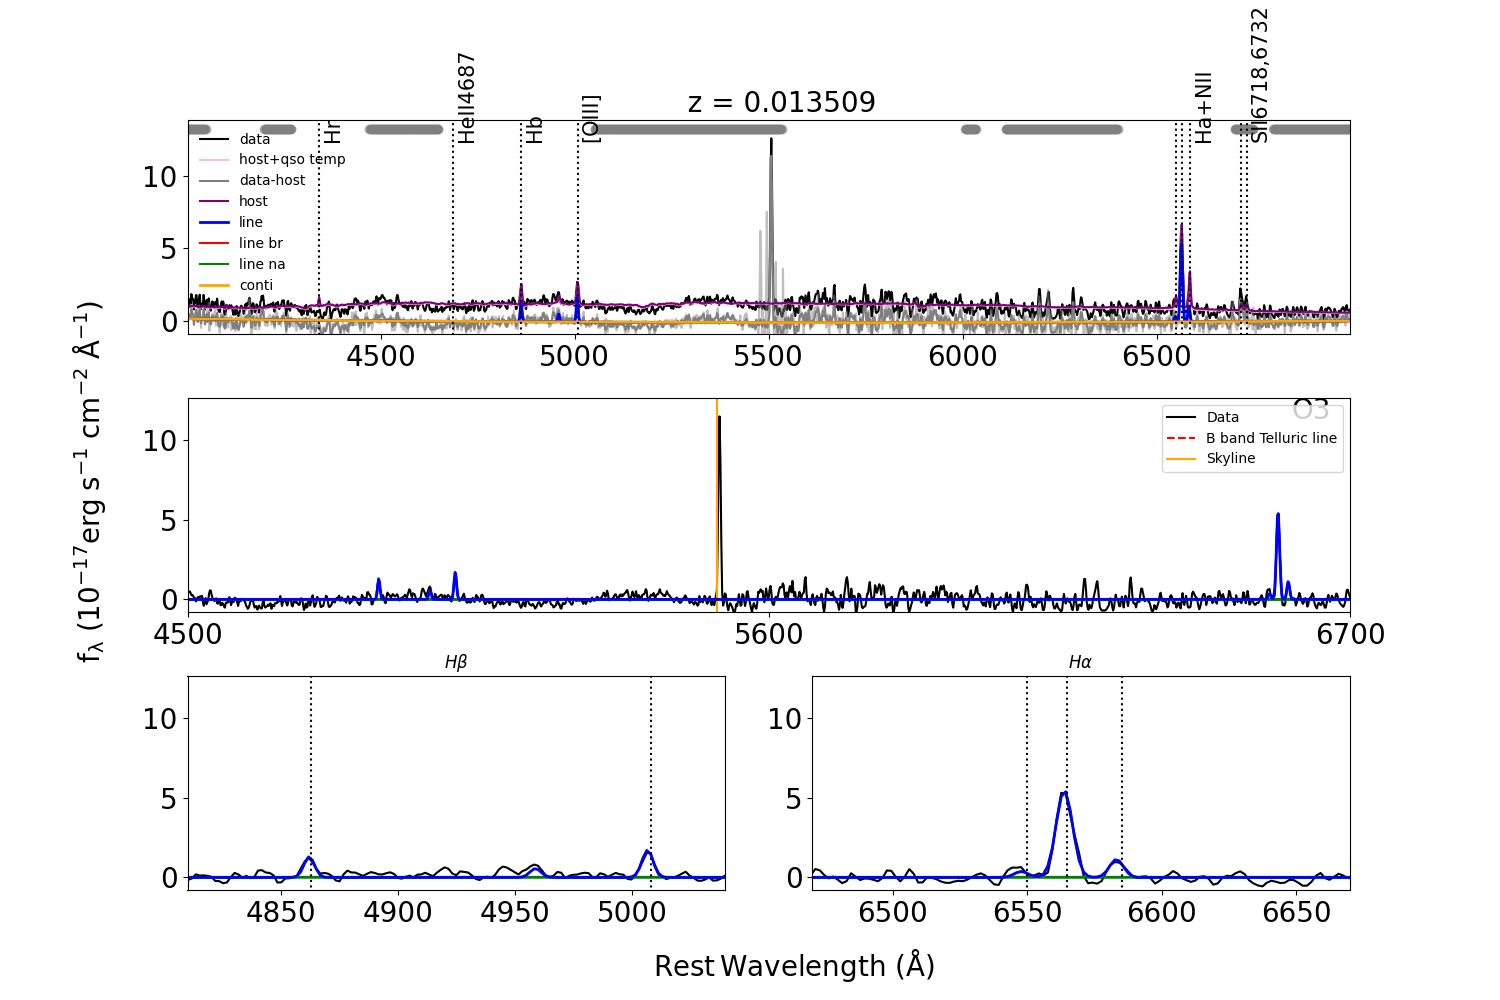 z = 0.013509
Hr
HeII4687
Hb
[OIII]
Ha+NII
SII6718,6732
data
host+qso temp
data-host
host
line
line br
line na
conti
10
5
0
4500 5000 5500 6000 6500
fλ (10−17erg s−1 cm−2 Å−1)
O3
Data
B band Telluric line
Skyline
10
5
0
4500 5600 6700
Hβ
10
5
0
4850 4900 4950 5000
Hα
10
5
0
6500 6550 6600 6650
Rest Wavelength (Å)